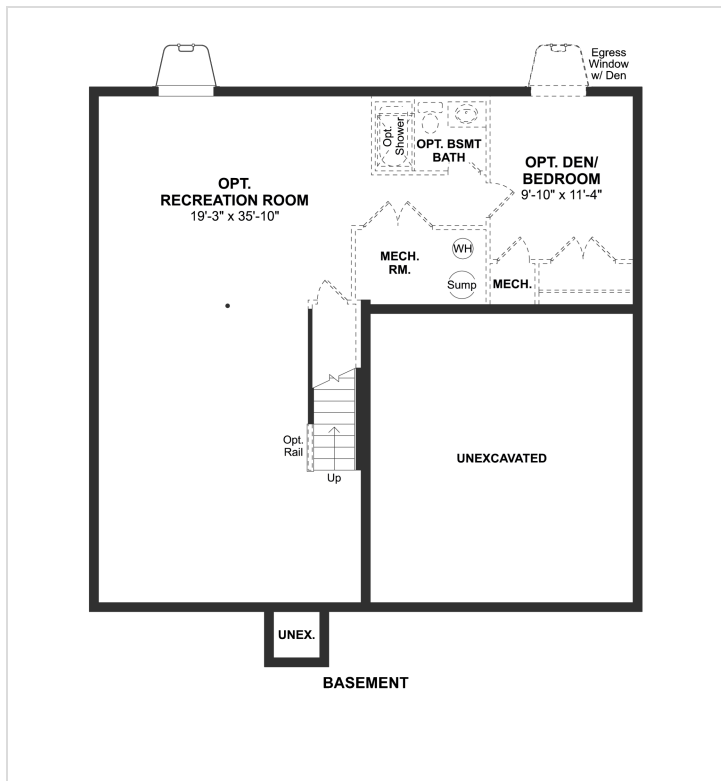 Egress
Window
w/ Den
Opt.
Shower
OPT. BSMT
BATH
OPT. DEN/
BEDROOM
9'-10" x 11'-4"
OPT.
RECREATION ROOM
19'-3" x 35'-10"
MECH.
RM.
WH
Sump
MECH.
Opt.
Rail
Up
UNEXCAVATED
UNEX.
BASEMENT